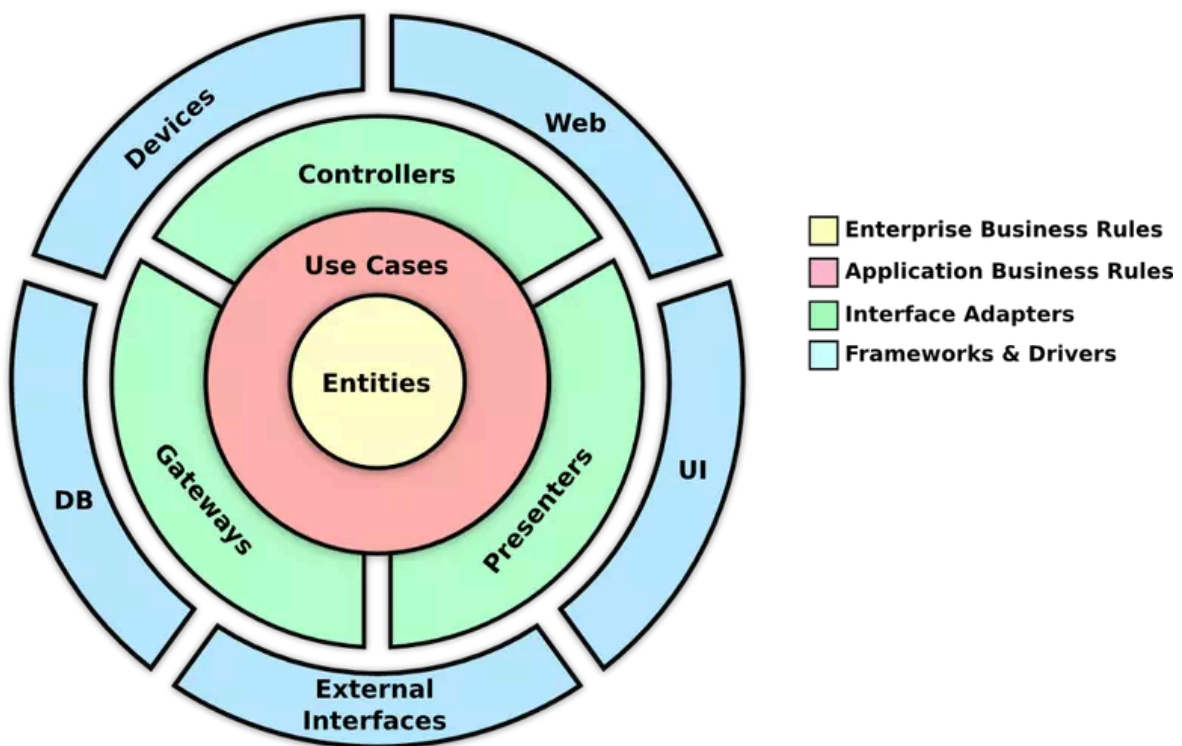 Devices
Web
Controllers
Use Cases
Entities
Gateways
Presenters
DB
UI
External
Interfaces
Enterprise Business Rules
Application Business Rules
Interface Adapters
Frameworks & Drivers